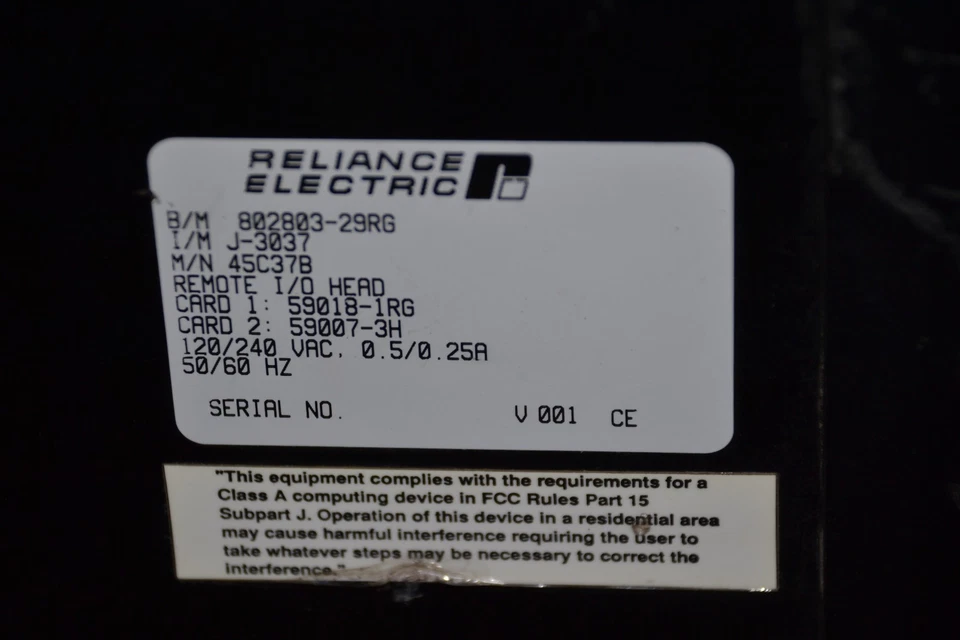 RELIANCE
ELECTRIC
B/M 802803-29RG
I/M J-3037
M/N 45C37B
REMOTE I/O HEAD
CARD 1: 59018-1RG
CARD 2: 59007-3H
120/240 VAC, 0.5/0.25A
50/60 HZ
SERIAL NO. V 001 CE
"This equipment complies with the requirements for a
Class A computing device in FCC Rules Part 15
Subpart J. Operation of this device in a residential area
may cause harmful interference requiring the user to
take whatever steps may be necessary to correct the
interference."